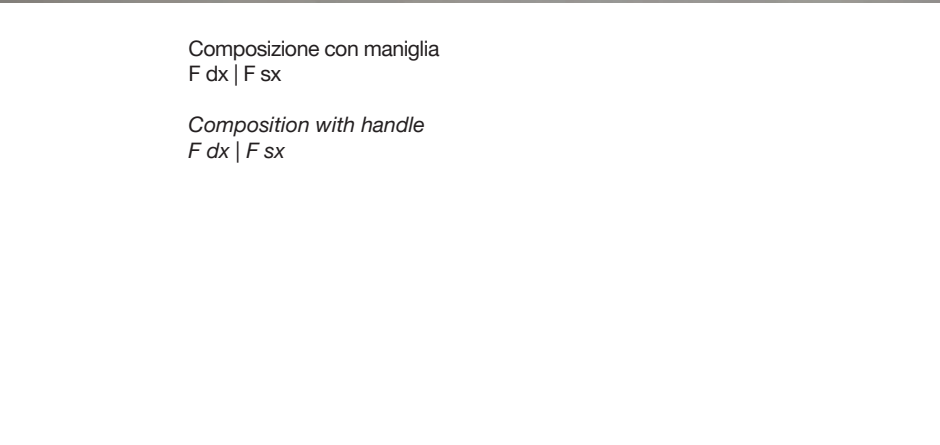 Composizione con maniglia
F dx | F sx
Composition with handle
F dx | F sx